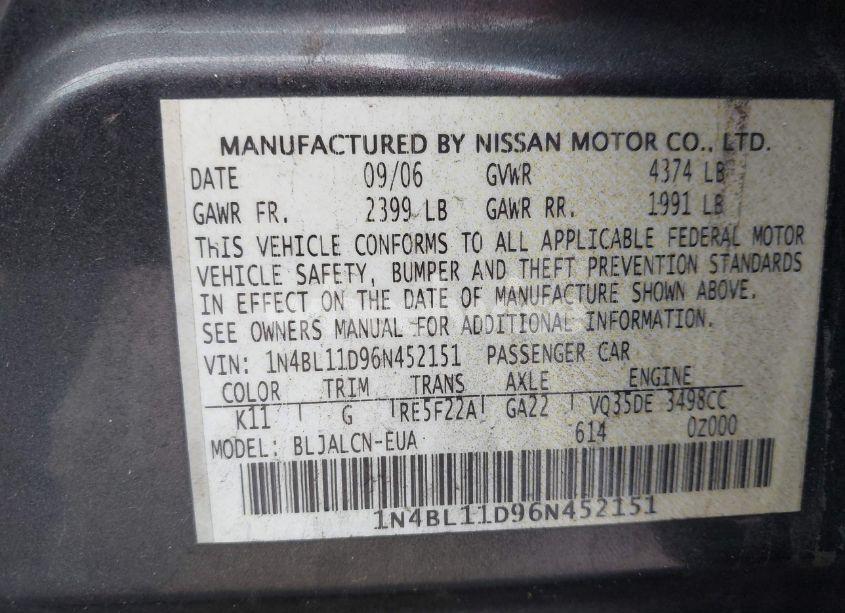 MANUFACTURED BY NISSAN MOTOR CO., LTD.
DATE 09/06 GVWR 4374 LB
GAWR FR. 2399 LB GAWR RR. 1991 LB
THIS VEHICLE CONFORMS TO ALL APPLICABLE FEDERAL MOTOR
VEHICLE SAFETY, BUMPER AND THEFT PREVENTION STANDARDS
IN EFFECT ON THE DATE OF MANUFACTURE SHOWN ABOVE.
SEE OWNERS MANUAL FOR ADDITIONAL INFORMATION.
VIN: 1N4BL11D96N452151 PASSENGER CAR
COLOR TRIM TRANS AXLE ENGINE
K11 G RE5F22A GA22 VQ35DE 3498CC
MODEL: BLJALCN-EUA 614 0Z000
1N4BL11D96N452151